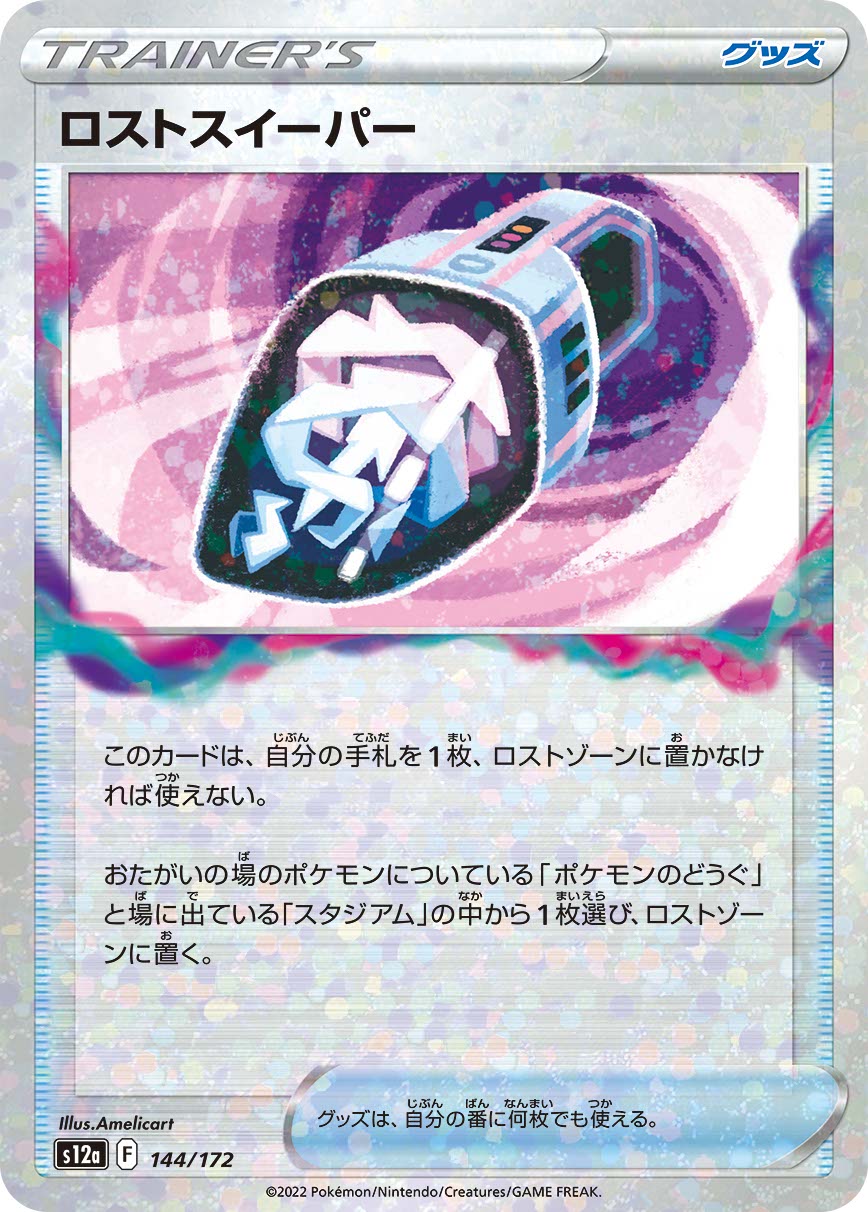 TRAINER'S グッズ
ロストスイーパー
このカードは、自分の手札を1枚、ロストゾーンに置かなけ
れば使えない。
おたがいの場のポケモンについている「ポケモンのどうぐ」
と場に出ている「スタジアム」の中から1枚選び、ロストゾー
ンに置く。
グッズは、自分の番に何枚でも使える。
Illus.Amelicart
s12a F 144/172
©2022 Pokémon/Nintendo/Creatures/GAME FREAK.